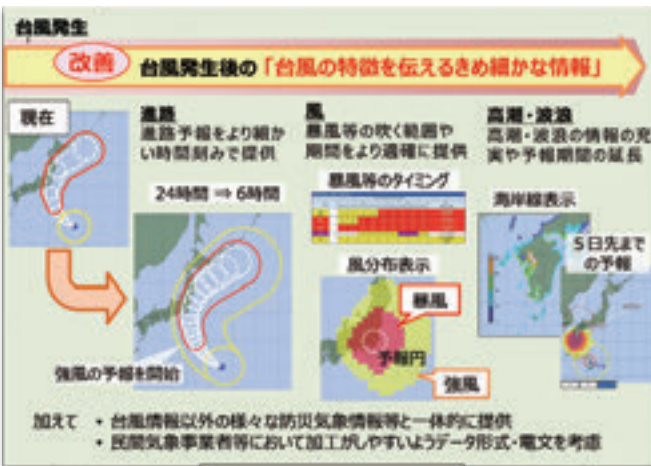 台風発生
改善
台風発生後の「台風の特徴を伝えるきめ細かな情報」
現在
進路
進路予報をより細か
い時間刻みで提供
24時間 ⇒ 6時間
強風の予報を開始
風
暴風等の吹く範囲や
期間をより適確に提供
暴風等のタイミング
風分布表示
暴風
予報円
強風
高潮・波浪
高潮・波浪の情報の充
実や予報期間の延長
海岸線表示
5日先まで
の予報
加えて ・ 台風情報以外の様々な防災気象情報等と一体的に提供
・ 民間気象事業者等において加工がしやすいようデータ形式・電文を考慮